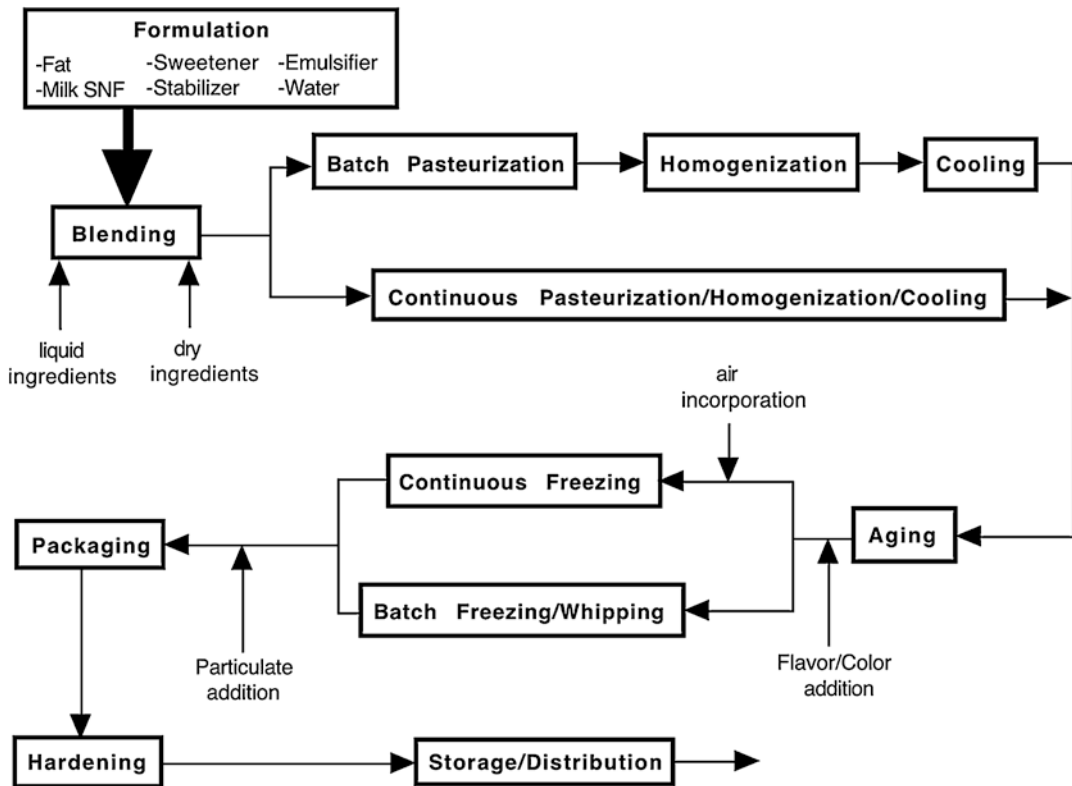 Formulation
-Fat -Sweetener -Emulsifier
-Milk SNF -Stabilizer -Water
Batch Pasteurization
Homogenization
Cooling
Blending
Continuous Pasteurization/Homogenization/Cooling
liquid
ingredients
dry
ingredients
air
incorporation
Continuous Freezing
Aging
Packaging
Batch Freezing/Whipping
Particulate
addition
Flavor/Color
addition
Hardening
Storage/Distribution